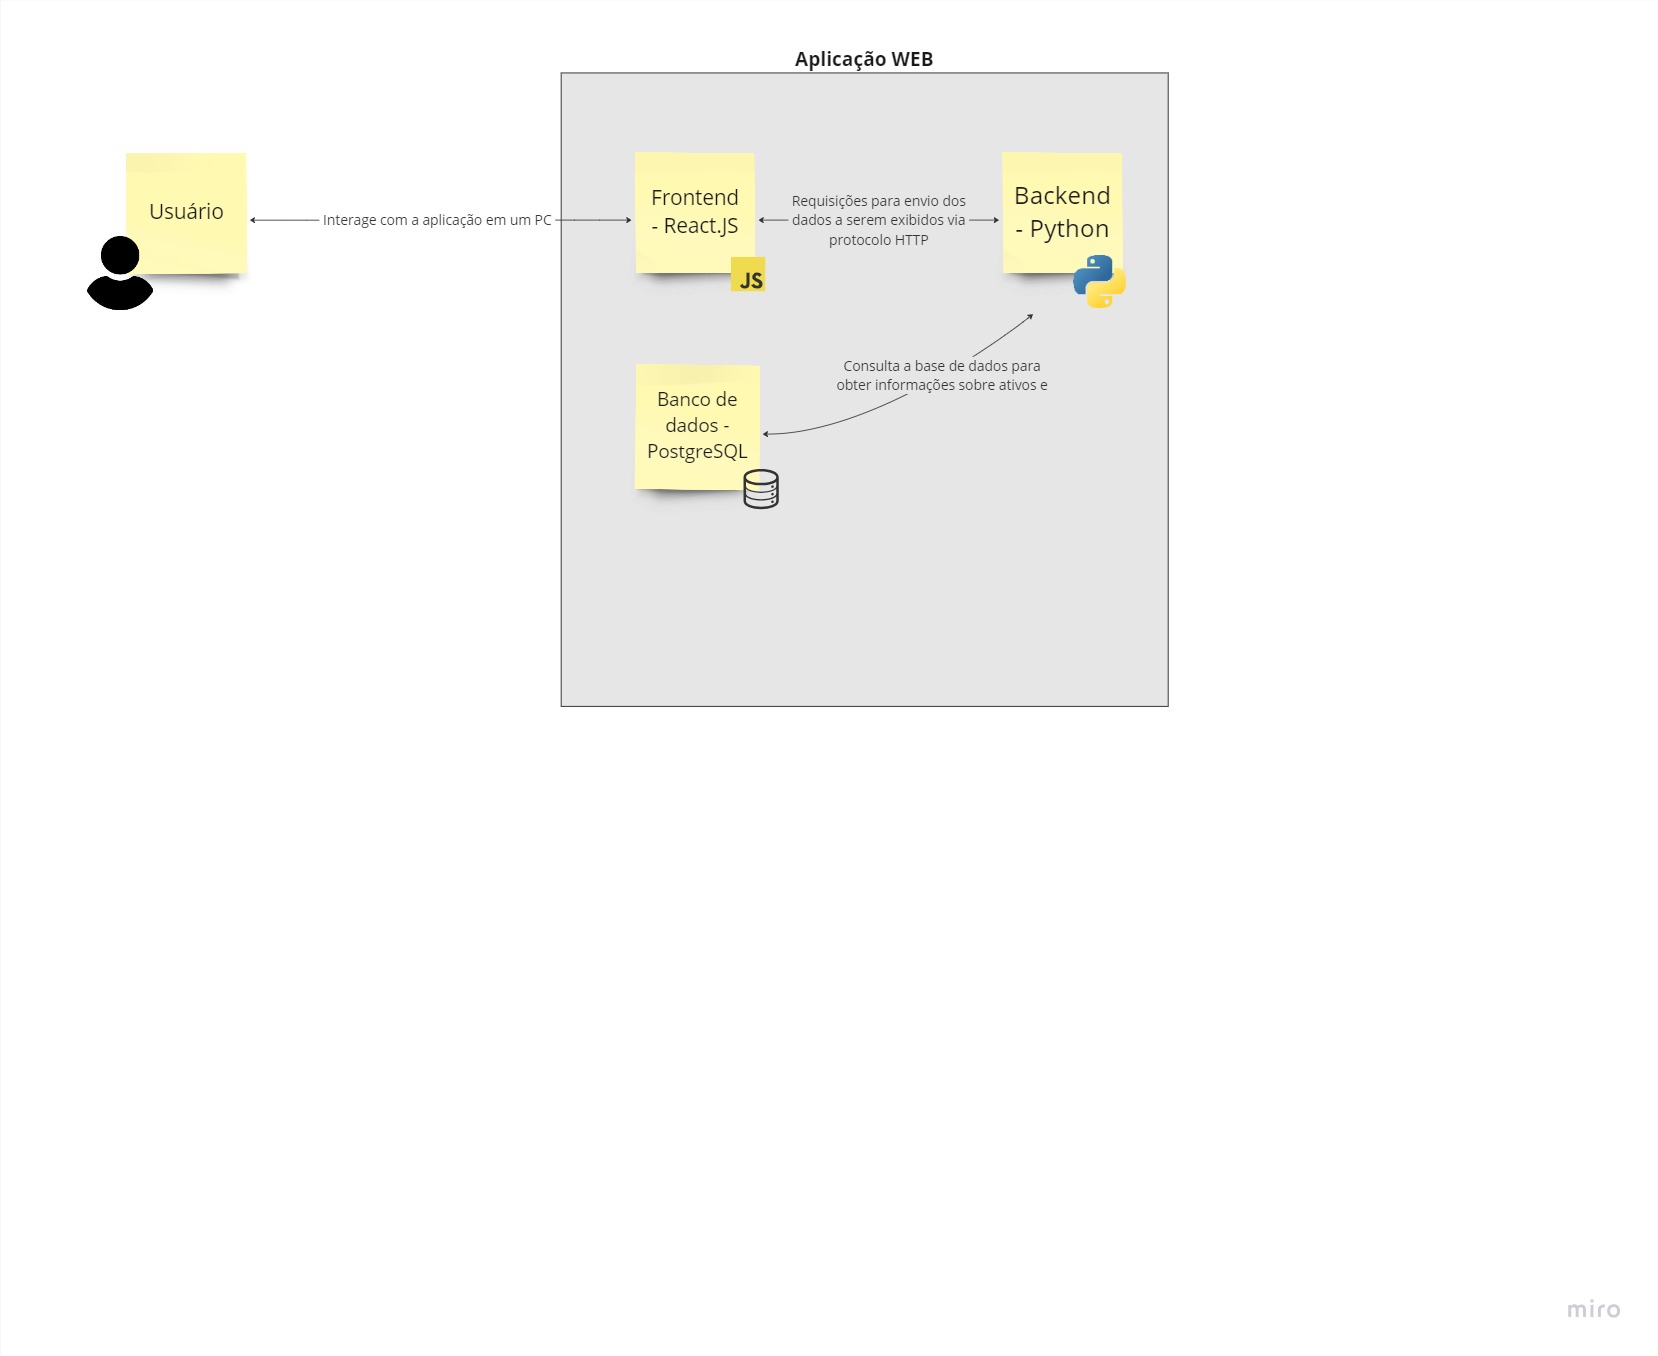 Aplicação WEB
Usuário
Interage com a aplicação em um PC
Frontend
- React.JS
JS
Requisições para envio dos
dados a serem exibidos via
protocolo HTTP
Backend
- Python
Consulta a base de dados para
obter informações sobre ativos e
Banco de
dados -
PostgreSQL
miro